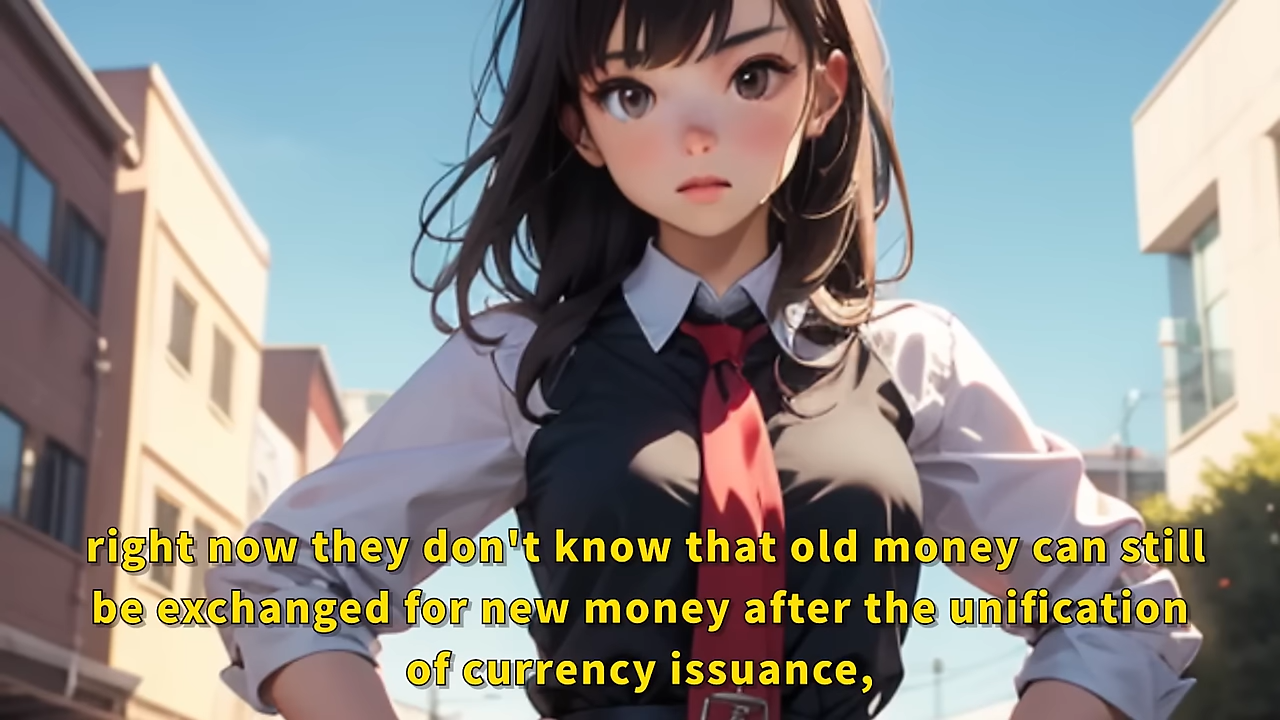 right now they don't know that old money can still
be exchanged for new money after the unification
of currency issuance,